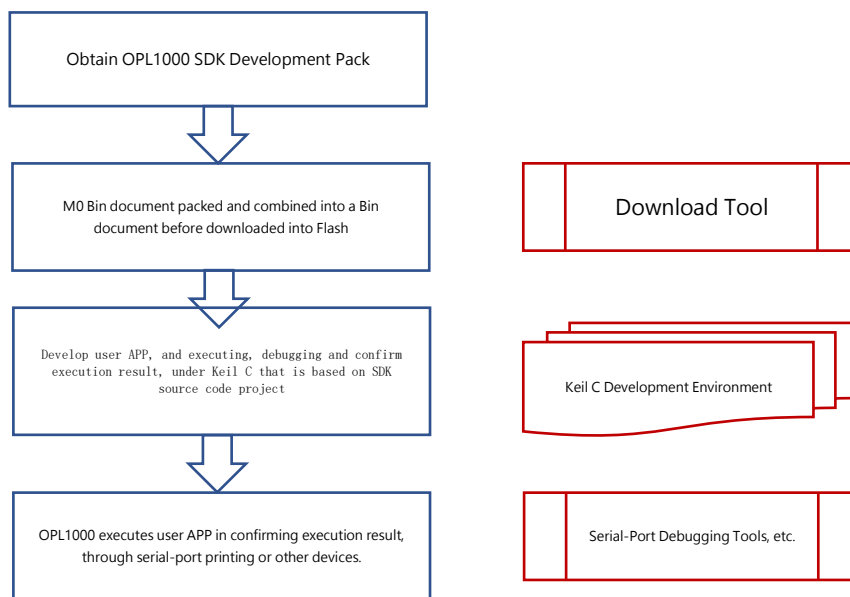 Obtain OPL1000 SDK Development Pack
M0 Bin document packed and combined into a Bin
document before downloaded into Flash
Download Tool
Develop user APP, and executing, debugging and confirm
execution result, under Keil C that is based on SDK
source code project
Keil C Development Environment
OPL1000 executes user APP in confirming execution result,
through serial-port printing or other devices.
Serial-Port Debugging Tools, etc.